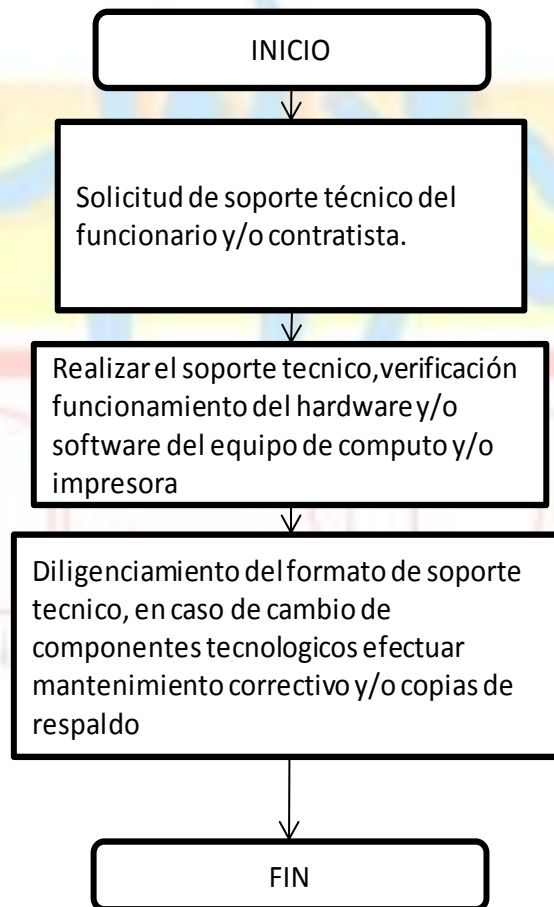 INICIO
Solicitud de soporte técnico del
funcionario y/o contratista.
Realizar el soporte tecnico,verificación
funcionamiento del hardware y/o
software del equipo de computo y/o
impresora
Diligenciamiento del formato de soporte
tecnico, en caso de cambio de
componentes tecnologicos efectuar
mantenimiento correctivo y/o copias de
respaldo
FIN